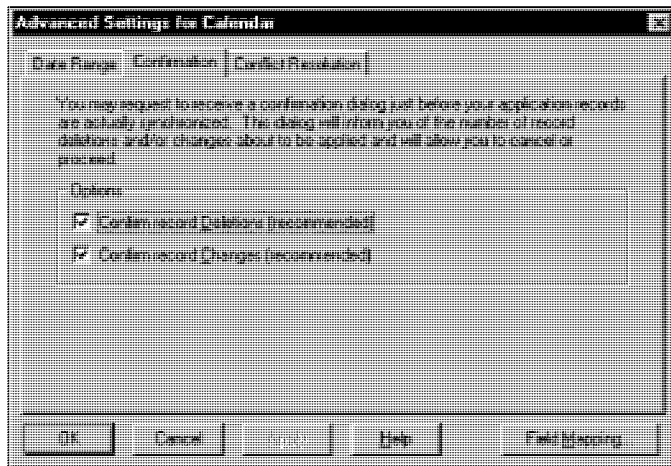 Advanced Settings for Calendar
Date Range Confirmation Conflict Resolution
You may request to receive a confirmation dialog just before your application records
are actually synchronized. This dialog will inform you of the number of record
deletions and/or changes about to be applied and will allow you to cancel or
proceed.
Options
Confirm record Deletions (recommended)
Confirm record Changes (recommended)
OK Cancel Apply Help Field Mapping...